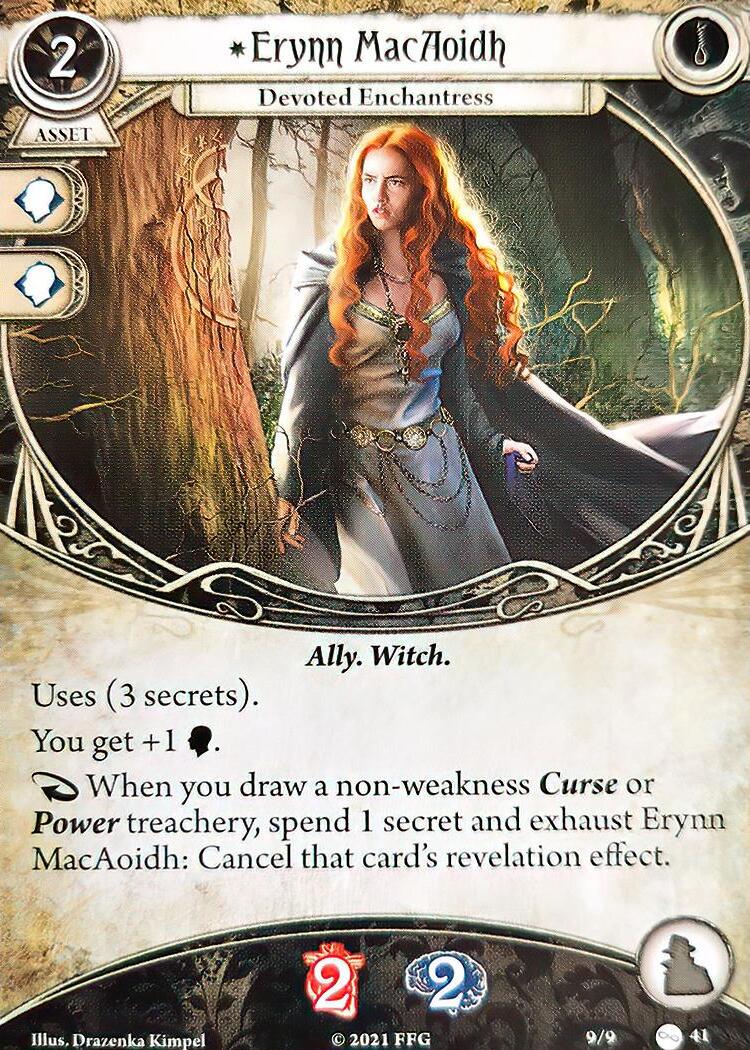 2
Erynn MacAoidh
Devoted Enchantress
ASSET
Ally. Witch.
Uses (3 secrets).
You get +1 .
When you draw a non-weakness Curse or
Power treachery, spend 1 secret and exhaust Erynn
MacAoidh: Cancel that card's revelation effect.
2 2
Illus. Drazenka Kimpel © 2021 FFG 9/9 41